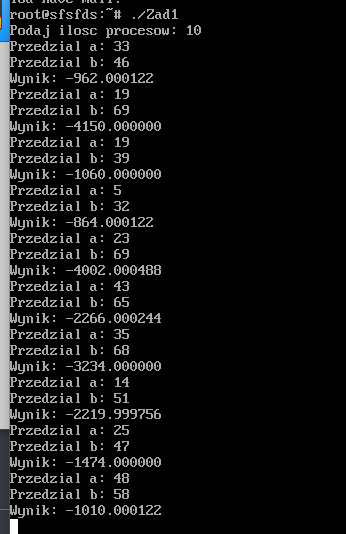 You have mail.
root@sfsfds:~# ./Zad1
Podaj ilosc procesow: 10
Przedzial a: 33
Przedzial b: 46
Wynik: -962.000122
Przedzial a: 19
Przedzial b: 69
Wynik: -4150.000000
Przedzial a: 19
Przedzial b: 39
Wynik: -1060.000000
Przedzial a: 5
Przedzial b: 32
Wynik: -864.000122
Przedzial a: 23
Przedzial b: 69
Wynik: -4002.000488
Przedzial a: 43
Przedzial b: 65
Wynik: -2266.000244
Przedzial a: 35
Przedzial b: 68
Wynik: -3234.000000
Przedzial a: 14
Przedzial b: 51
Wynik: -2219.999756
Przedzial a: 25
Przedzial b: 47
Wynik: -1474.000000
Przedzial a: 48
Przedzial b: 58
Wynik: -1010.000122